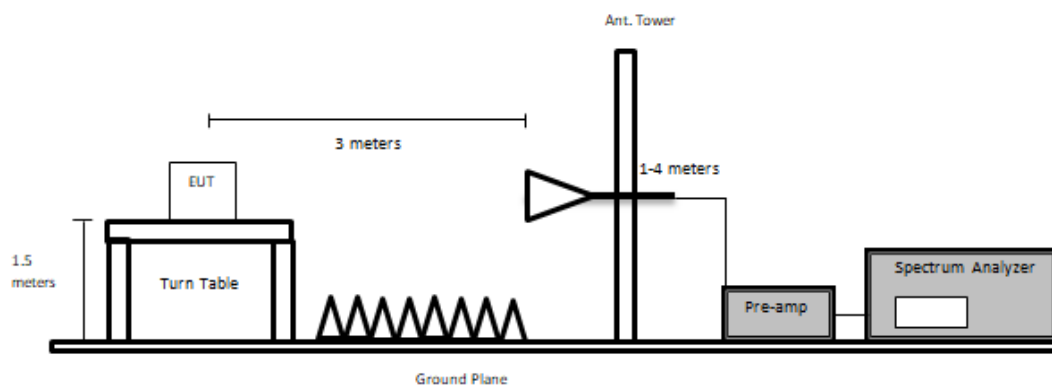 Ant. Tower
3 meters
EUT
1-4 meters
1.5
meters
Turn Table
Spectrum Analyzer
Pre-amp
Ground Plane